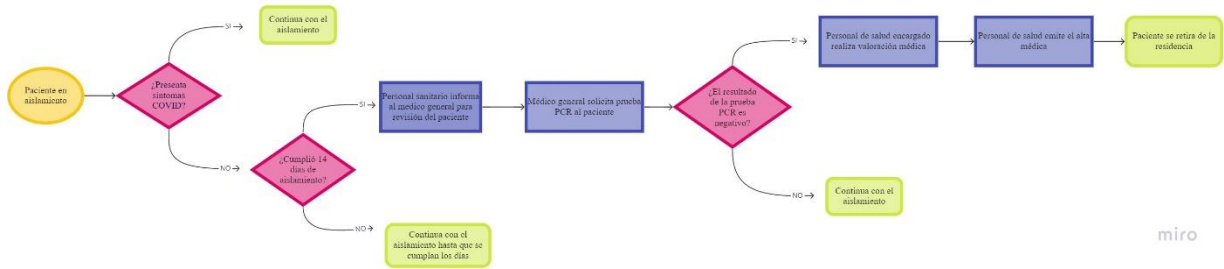 Paciente en
aislamiento
¿Presenta
síntomas
COVID?
SI
Continua con el
aislamiento
NO
¿Cumplió 14
días de
aislamiento?
SI
Personal sanitario informa
al medico general para
revisión del paciente
NO
Continua con el
aislamiento hasta que se
cumplan los días
Médico general solicita prueba
PCR al paciente
¿El resultado
de la prueba
PCR es
negativo?
SI
Personal de salud encargado
realiza valoración médica
Personal de salud emite el alta
médica
Paciente se retira de la
residencia
NO
Continua con el
aislamiento
miro